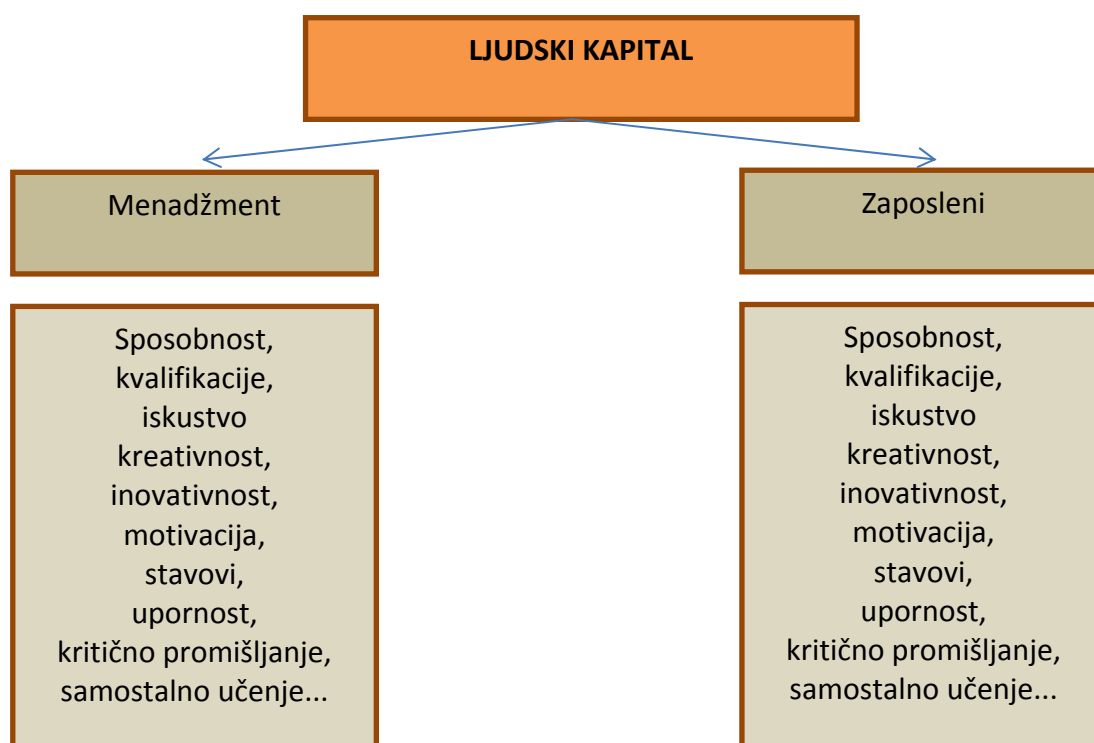 LJUDSKI KAPITAL
Menadžment
Sposobnost,
kvalifikacije,
iskustvo
kreativnost,
inovativnost,
motivacija,
stavovi,
upornost,
kritično promišljanje,
samostalno učenje...
Zaposleni
Sposobnost,
kvalifikacije,
iskustvo
kreativnost,
inovativnost,
motivacija,
stavovi,
upornost,
kritično promišljanje,
samostalno učenje...